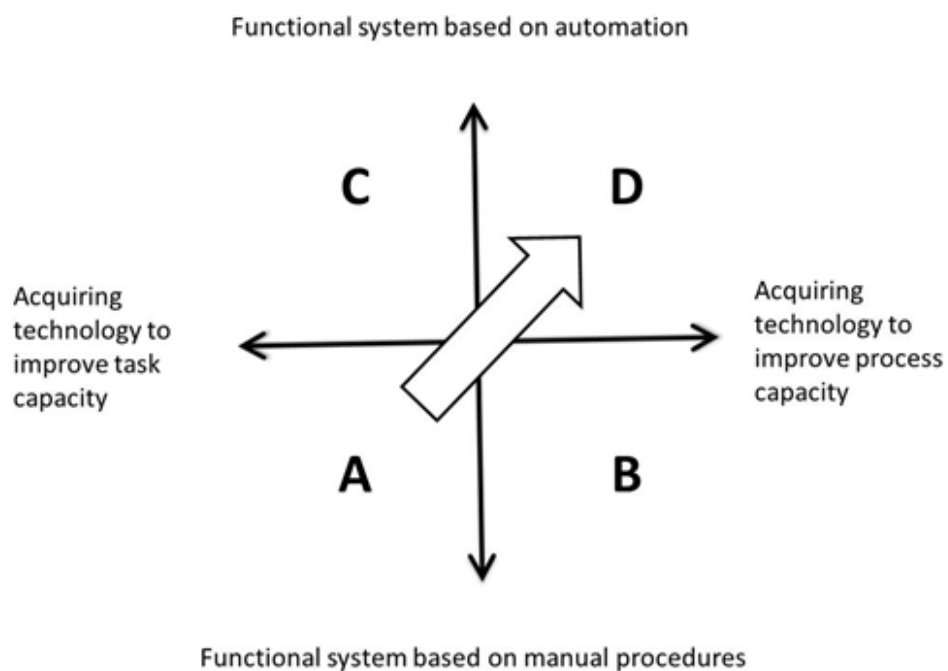 Functional system based on automation
C
D
Acquiring
technology to
improve task
capacity
Acquiring
technology to
improve process
capacity
A
B
Functional system based on manual procedures